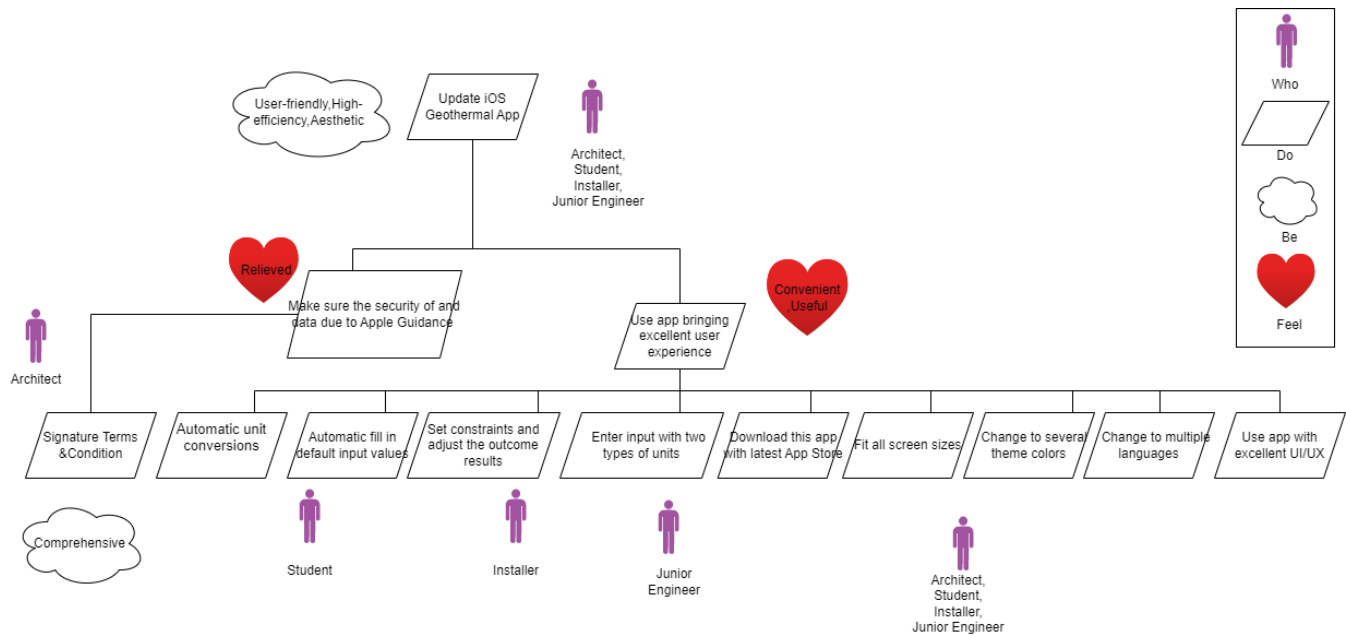 User-friendly,High-
efficiency,Aesthetic
Update iOS
Geothermal App
Architect,
Student,
Installer,
Junior Engineer
Who
Do
Be
Feel
Relieved
Make sure the security of and
data due to Apple Guidance
Convenient
,Useful
Use app bringing
excellent user
experience
Architect
Signature Terms
&Condition
Automatic unit
conversions
Automatic fill in
default input values
Set constraints and
adjust the outcome
results
Enter input with two
types of units
Download this app
with latest App Store
Fit all screen sizes
Change to several
theme colors
Change to multiple
languages
Use app with
excellent UI/UX
Comprehensive
Student
Installer
Junior
Engineer
Architect,
Student,
Installer,
Junior Engineer